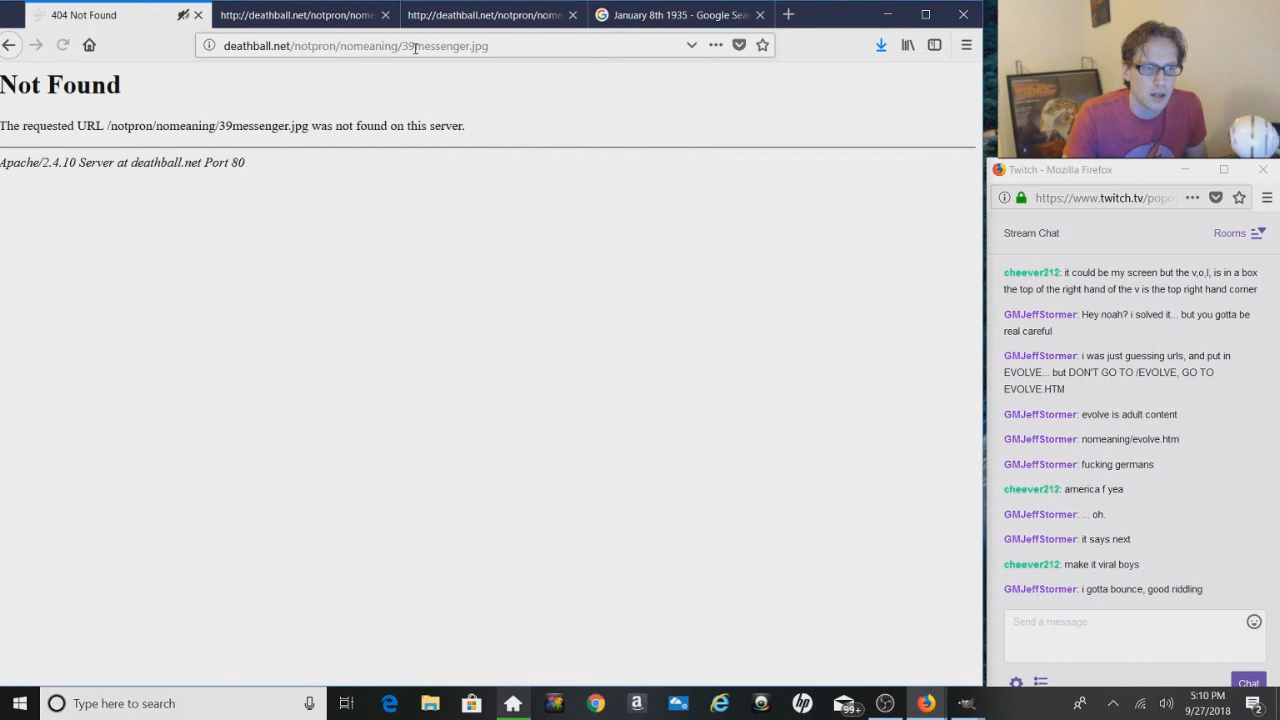 404 Not Found
http://deathball.net/notpron/nome
http://deathball.net/notpron/nome
January 8th 1935 - Google Sea
deathball.net/notpron/nomeaning/39messenger.jpg
Not Found
The requested URL /notpron/nomeaning/39messenger.jpg was not found on this server.
Apache/2.4.10 Server at deathball.net Port 80
Twitch - Mozilla Firefox
https://www.twitch.tv/popo
Stream Chat
Rooms
cheever212: it could be my screen but the v,o,l, is in a box
the top of the right hand of the v is the top right hand corner
GMJeffStormer: Hey noah? i solved it... but you gotta be
real careful
GMJeffStormer: i was just guessing urls, and put in
EVOLVE... but DON'T GO TO /EVOLVE, GO TO
EVOLVE.HTM
GMJeffStormer: evolve is adult content
GMJeffStormer: nomeaning/evolve.htm
GMJeffStormer: fucking germans
cheever212: america f yea
GMJeffStormer: ... oh.
GMJeffStormer: it says next
cheever212: make it viral boys
GMJeffStormer: i gotta bounce, good riddling
Send a message
Chat
Type here to search
a
e
hp
99+
5:10 PM
9/27/2018
2